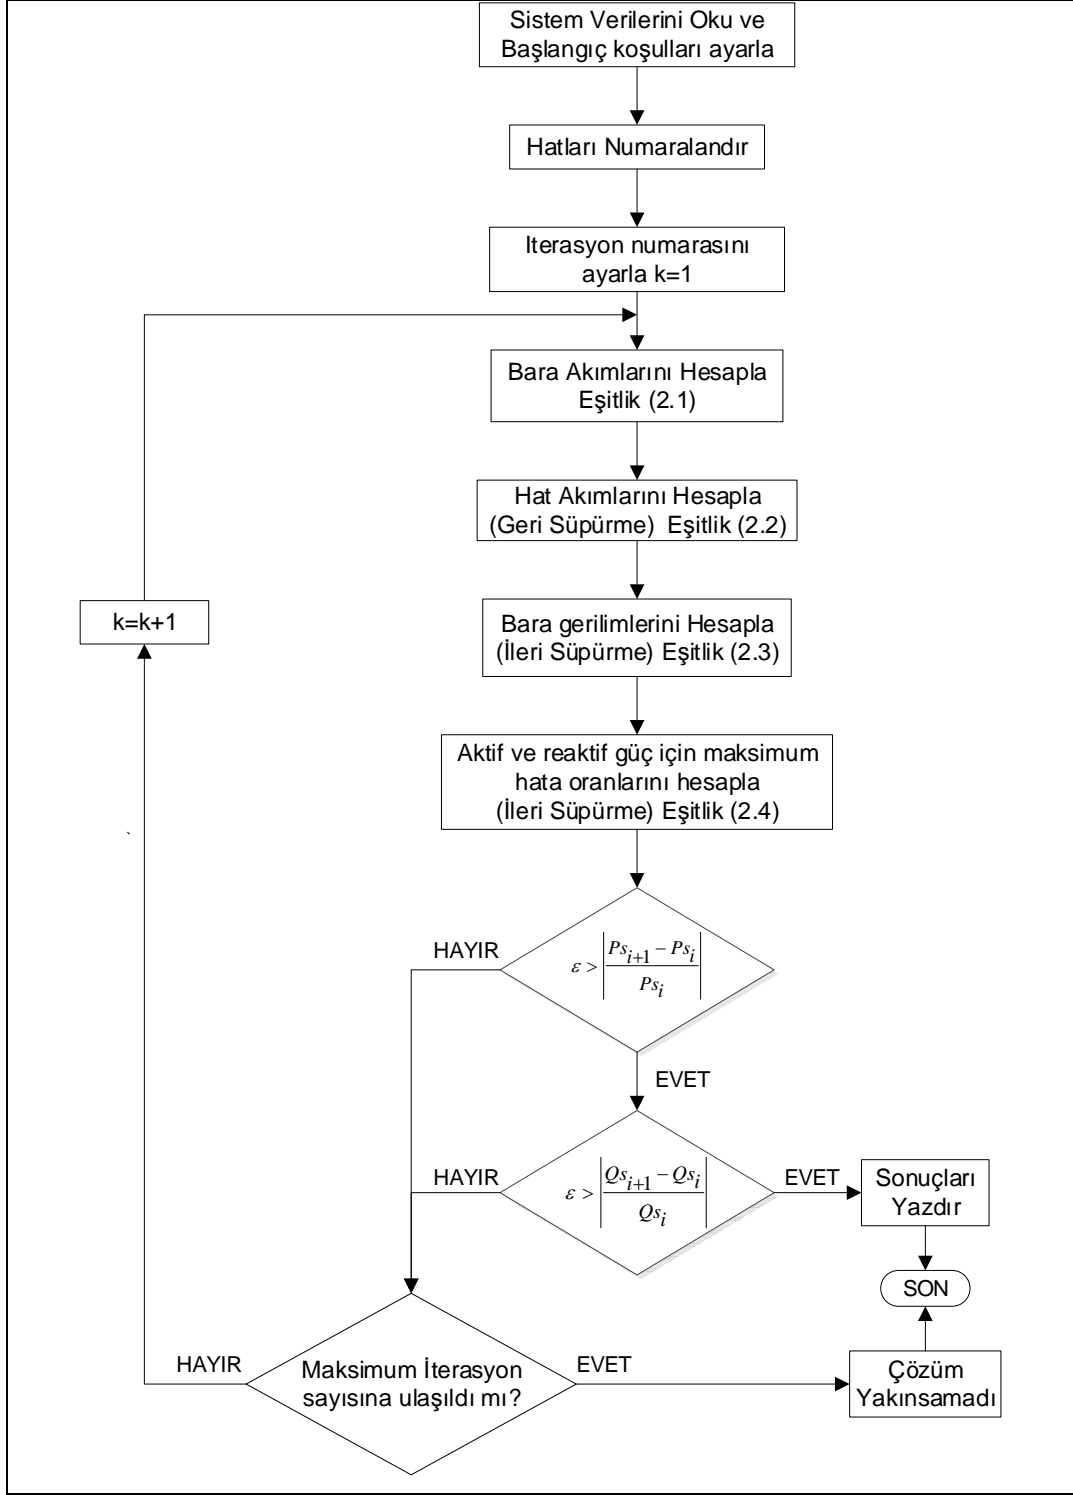 Sistem Verilerini Oku ve
Başlangıç koşulları ayarla
Hatları Numaralandır
Iterasyon numarasını
ayarla k=1
Bara Akımlarını Hesapla
Eşitlik (2.1)
Hat Akımlarını Hesapla
(Geri Süpürme) Eşitlik (2.2)
k=k+1
Bara gerilimlerini Hesapla
(İleri Süpürme) Eşitlik (2.3)
Aktif ve reaktif güç için maksimum
hata oranlarını hesapla
(İleri Süpürme) Eşitlik (2.4)
HAYIR
ε > |(Ps_{i+1} − Ps_i) / Ps_i|
EVET
HAYIR
ε > |(Qs_{i+1} − Qs_i) / Qs_i|
EVET
Sonuçları
Yazdır
SON
HAYIR
Maksimum İterasyon
sayısına ulaşıldı mı?
EVET
Çözüm
Yakınsamadı